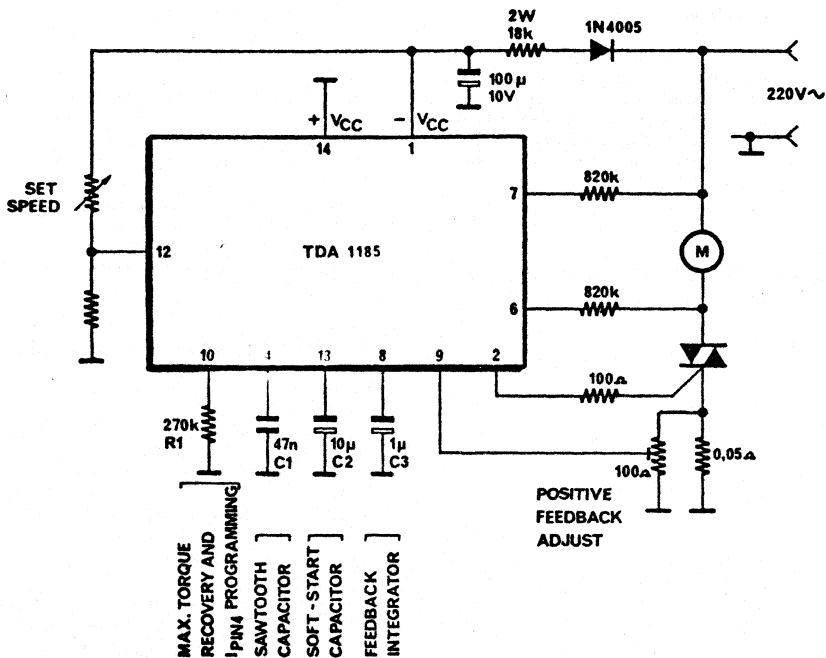 2W
18k
1N4005
100 µ
10V
220V~
+ VCC
− VCC
14
1
SET
SPEED
820k
7
12
TDA 1185
M
820k
6
10
4
13
8
9
2
100Ω
270k
R1
47n
C1
10µ
C2
1µ
C3
100Ω
0,05Ω
POSITIVE
FEEDBACK
ADJUST
MAX. TORQUE
RECOVERY AND
IPIN4 PROGRAMMING
SAWTOOTH
CAPACITOR
SOFT-START
CAPACITOR
FEEDBACK
INTEGRATOR